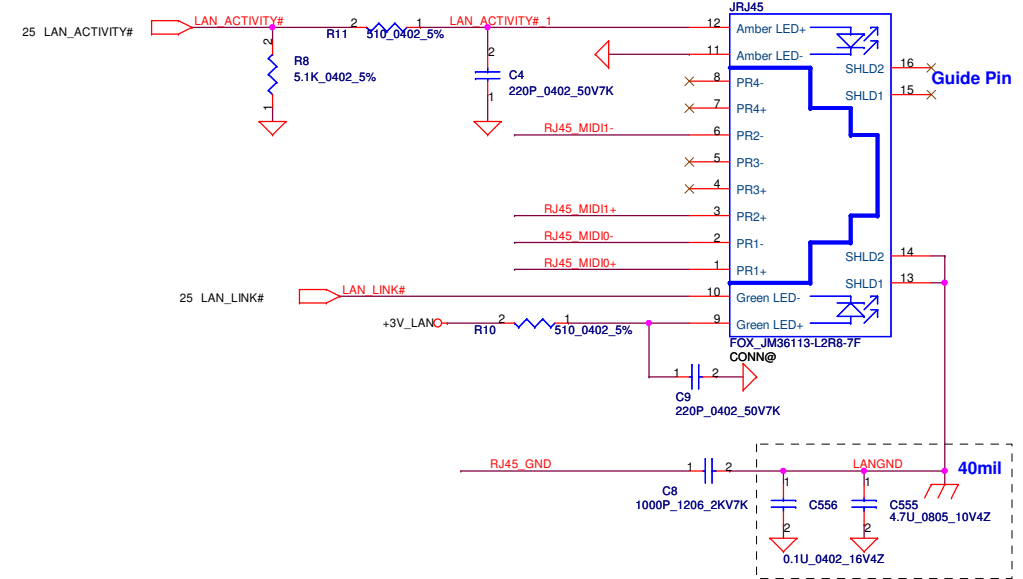 JRJ45
25 LAN_ACTIVITY#
LAN_ACTIVITY#
2
R11
1
510_0402_5%
LAN_ACTIVITY#_1
12
Amber LED+
2
R8
5.1K_0402_5%
1
2
C4
220P_0402_50V7K
1
11
Amber LED-
SHLD2
16
Guide Pin
8
PR4-
SHLD1
15
7
PR4+
RJ45_MIDI1-
6
PR2-
5
PR3-
4
PR3+
RJ45_MIDI1+
3
PR2+
RJ45_MIDI0-
2
PR1-
SHLD2
14
RJ45_MIDI0+
1
PR1+
SHLD1
13
25 LAN_LINK#
LAN_LINK#
10
Green LED-
+3V_LAN
R10
2
1
510_0402_5%
9
Green LED+
FOX_JM36113-L2R8-7F
CONN@
1
2
C9
220P_0402_50V7K
RJ45_GND
1
2
C8
1000P_1206_2KV7K
LANGND
40mil
1
C556
2
0.1U_0402_16V4Z
1
C555
4.7U_0805_10V4Z
2